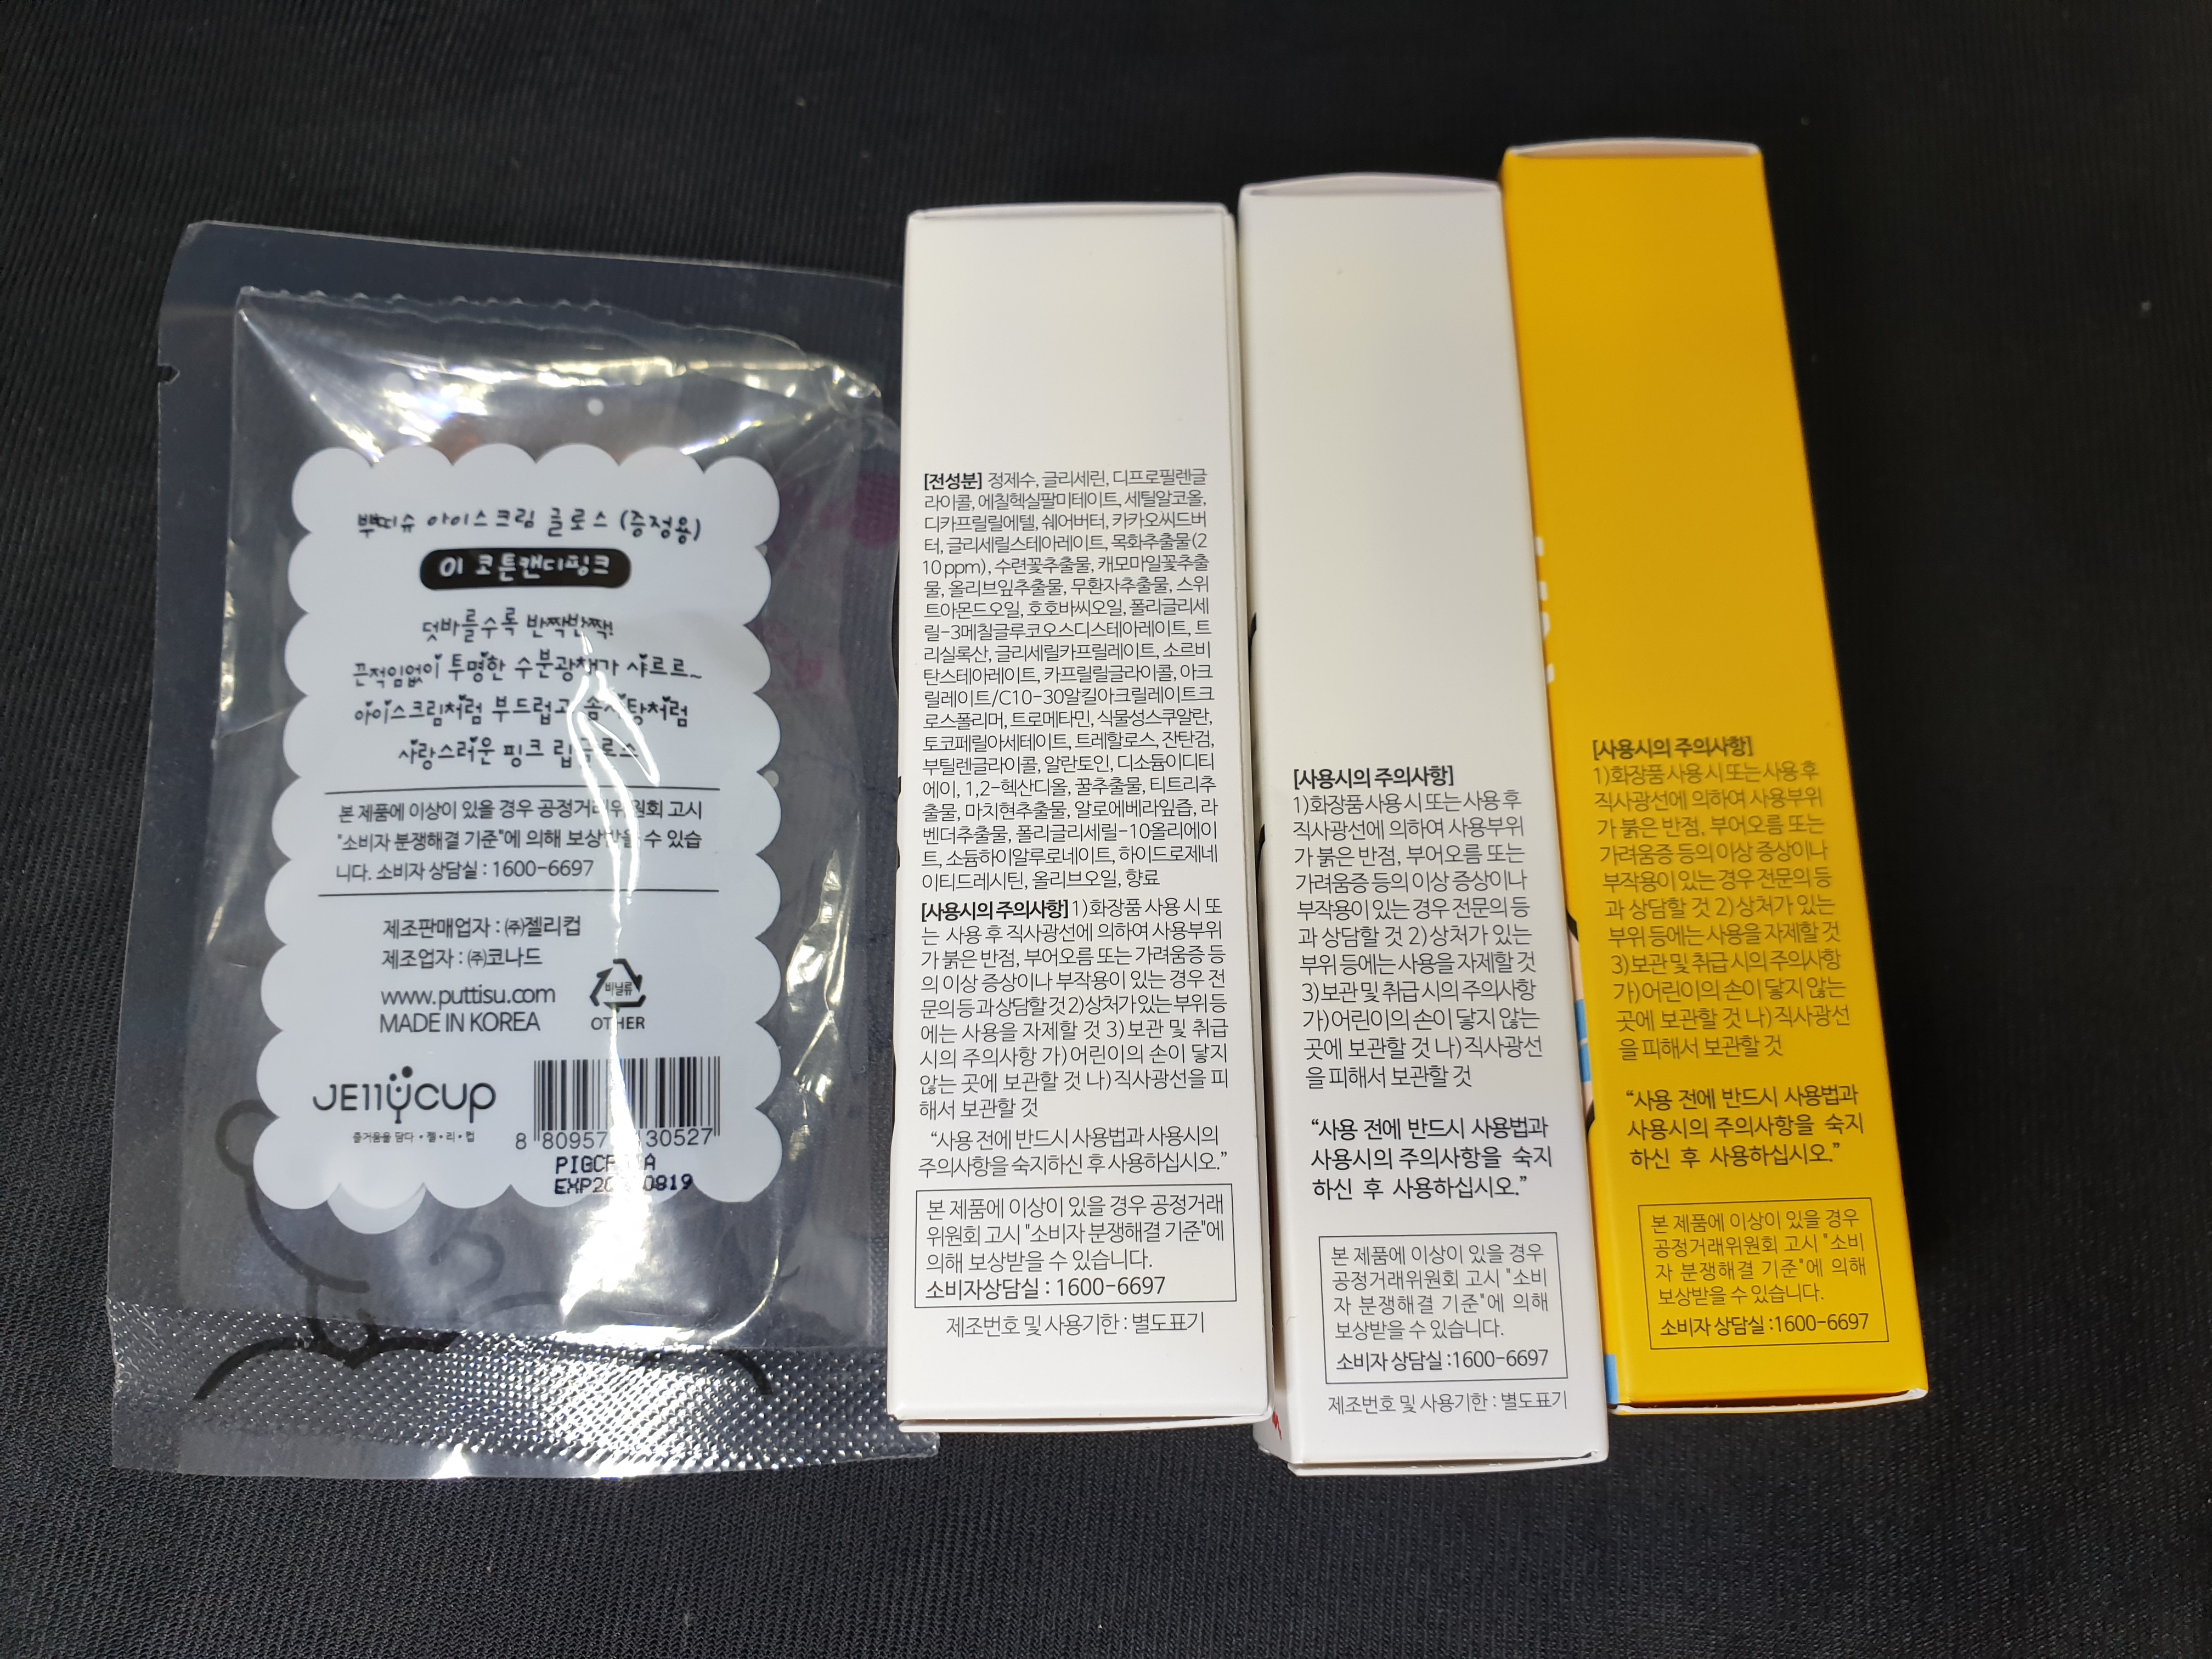 뿌띠슈 아이스크림 글로스 (증정용)
01 코튼캔디핑크
덧바를수록 반짝반짝!
끈적임없이 투명한 수분광채가 샤르르~
아이스크림처럼 부드럽고 솜사탕처럼
사랑스러운 핑크 립글로스
본 제품에 이상이 있을 경우 공정거래위원회 고시
"소비자 분쟁해결 기준"에 의해 보상받을 수 있습
니다. 소비자 상담실 : 1600-6697
제조판매업자 : ㈜젤리컵
제조업자 : ㈜코나드
www.puttisu.com
MADE IN KOREA
비닐류
OTHER
JEllyCUP
즐거움을 담다 • 젤 • 리 • 컵
[전성분] 정제수, 글리세린, 디프로필렌글
라이콜, 에칠헥실팔미테이트, 세틸알코올,
디카프릴릴에텔, 쉐어버터, 카카오씨드버
터, 글리세릴스테아레이트, 목화추출물(2
10 ppm), 수련꽃추출물, 캐모마일꽃추출
물, 올리브잎추출물, 무환자추출물, 스위
트아몬드오일, 호호바씨오일, 폴리글리세
릴-3메칠글루코오스디스테아레이트, 트
리실록산, 글리세릴카프릴레이트, 소르비
탄스테아레이트, 카프릴릴글라이콜, 아크
릴레이트/C10-30알킬아크릴레이트크
로스폴리머, 트로메타민, 식물성스쿠알란,
토코페릴아세테이트, 트레할로스, 잔탄검,
부틸렌글라이콜, 알란토인, 디소듐이디티
에이, 1,2-헥산디올, 꿀추출물, 티트리추
출물, 마치현추출물, 알로에베라잎즙, 라
벤더추출물, 폴리글리세릴-10올리에이
트, 소듐하이알루로네이트, 하이드로제네
이티드레시틴, 올리브오일, 향료
[사용시의 주의사항] 1)화장품 사용 시 또
는 사용 후 직사광선에 의하여 사용부위
가 붉은 반점, 부어오름 또는 가려움증 등
의 이상 증상이나 부작용이 있는 경우 전
문의 등과 상담할 것 2)상처가 있는 부위 등
에는 사용을 자제할 것 3)보관 및 취급
시의 주의사항 가)어린이의 손이 닿지
않는 곳에 보관할 것 나)직사광선을 피
해서 보관할 것
“사용 전에 반드시 사용법과 사용시의
주의사항을 숙지하신 후 사용하십시오.”
본 제품에 이상이 있을 경우 공정거래
위원회 고시 "소비자 분쟁해결 기준"에
의해 보상받을 수 있습니다.
소비자상담실 : 1600-6697
제조번호 및 사용기한 : 별도표기
[사용시의 주의사항]
1)화장품 사용 시 또는 사용 후
직사광선에 의하여 사용부위
가 붉은 반점, 부어오름 또는
가려움증 등의 이상 증상이나
부작용이 있는 경우 전문의 등
과 상담할 것 2)상처가 있는
부위 등에는 사용을 자제할 것
3)보관 및 취급 시의 주의사항
가)어린이의 손이 닿지 않는
곳에 보관할 것 나)직사광선
을 피해서 보관할 것
“사용 전에 반드시 사용법과
사용시의 주의사항을 숙지
하신 후 사용하십시오.”
본 제품에 이상이 있을 경우
공정거래위원회 고시 "소비
자 분쟁해결 기준"에 의해
보상받을 수 있습니다.
소비자 상담실 :1600-6697
제조번호 및 사용기한 : 별도표기
[사용시의 주의사항]
1)화장품 사용 시 또는 사용 후
직사광선에 의하여 사용부위
가 붉은 반점, 부어오름 또는
가려움증 등의 이상 증상이나
부작용이 있는 경우 전문의 등
과 상담할 것 2)상처가 있는
부위 등에는 사용을 자제할 것
3)보관 및 취급 시의 주의사항
가)어린이의 손이 닿지 않는
곳에 보관할 것 나)직사광선
을 피해서 보관할 것
“사용 전에 반드시 사용법과
사용시의 주의사항을 숙지
하신 후 사용하십시오.”
본 제품에 이상이 있을 경우
공정거래위원회 고시 "소비
자 분쟁해결 기준"에 의해
보상받을 수 있습니다.
소비자 상담실 :1600-6697